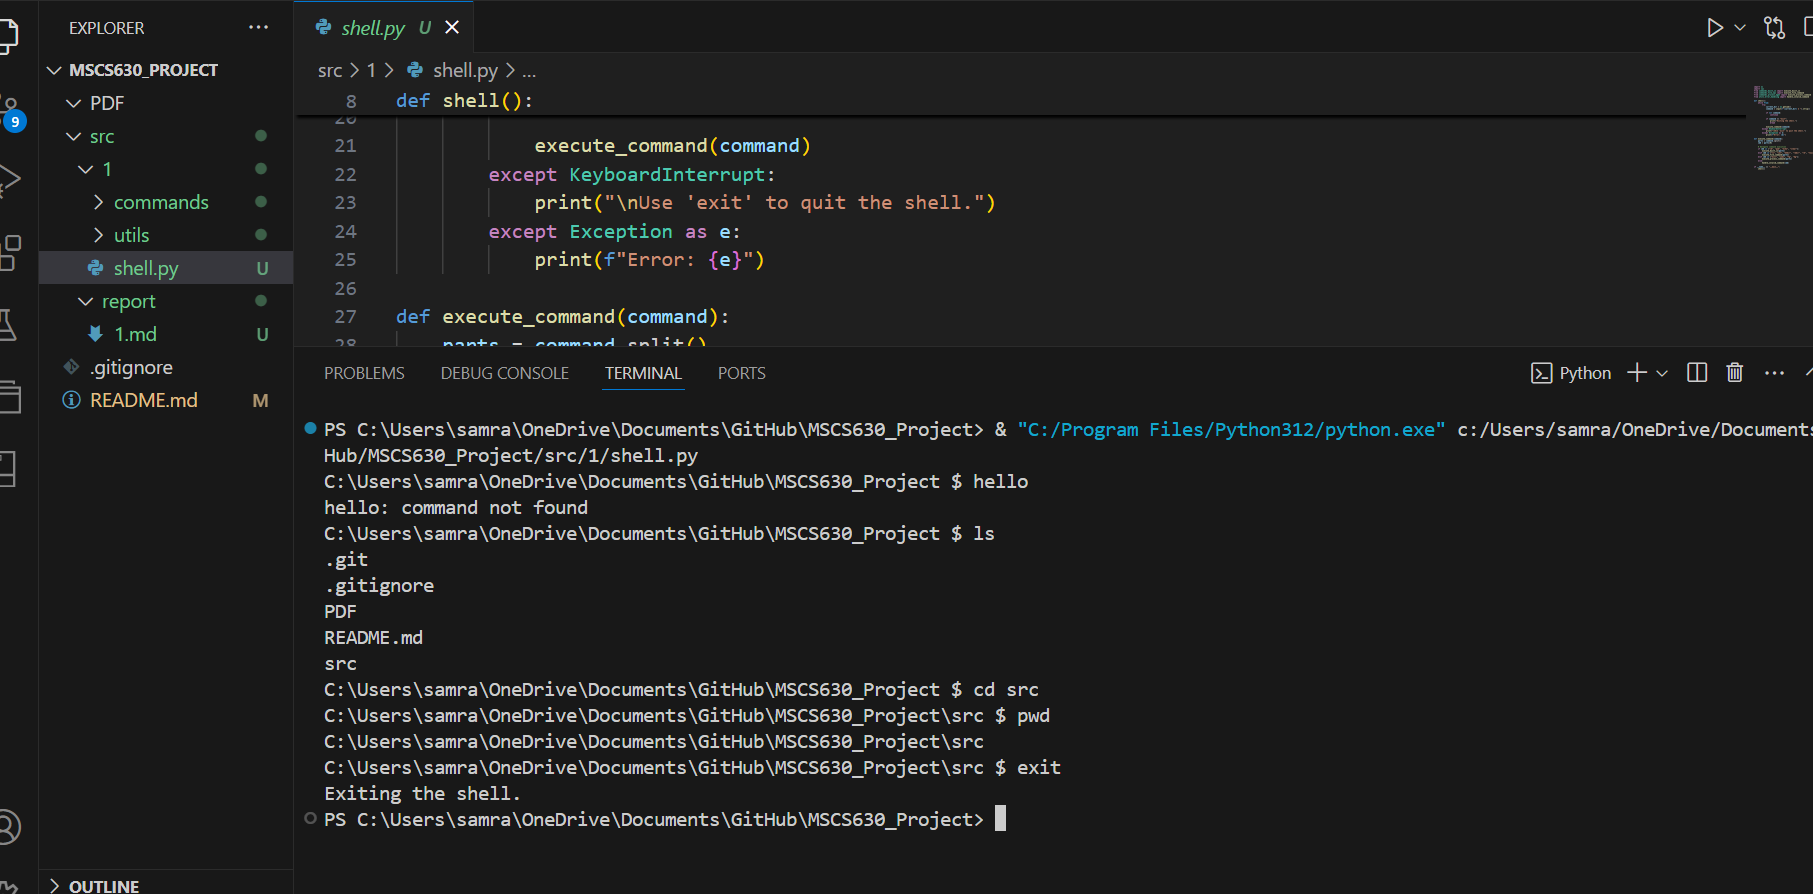 EXPLORER
MSCS630_PROJECT
PDF
src
1
commands
utils
shell.py U
report
1.md U
.gitignore
README.md M
OUTLINE
9
shell.py U
src > 1 > shell.py > ...
8 def shell():
20
21 execute_command(command)
22 except KeyboardInterrupt:
23 print("\nUse 'exit' to quit the shell.")
24 except Exception as e:
25 print(f"Error: {e}")
26
27 def execute_command(command):
28 parts = command.split()
PROBLEMS DEBUG CONSOLE TERMINAL PORTS
Python
PS C:\Users\samra\OneDrive\Documents\GitHub\MSCS630_Project> & "C:/Program Files/Python312/python.exe" c:/Users/samra/OneDrive/Documents
Hub/MSCS630_Project/src/1/shell.py
C:\Users\samra\OneDrive\Documents\GitHub\MSCS630_Project $ hello
hello: command not found
C:\Users\samra\OneDrive\Documents\GitHub\MSCS630_Project $ ls
.git
.gitignore
PDF
README.md
src
C:\Users\samra\OneDrive\Documents\GitHub\MSCS630_Project $ cd src
C:\Users\samra\OneDrive\Documents\GitHub\MSCS630_Project\src $ pwd
C:\Users\samra\OneDrive\Documents\GitHub\MSCS630_Project\src
C:\Users\samra\OneDrive\Documents\GitHub\MSCS630_Project\src $ exit
Exiting the shell.
PS C:\Users\samra\OneDrive\Documents\GitHub\MSCS630_Project>